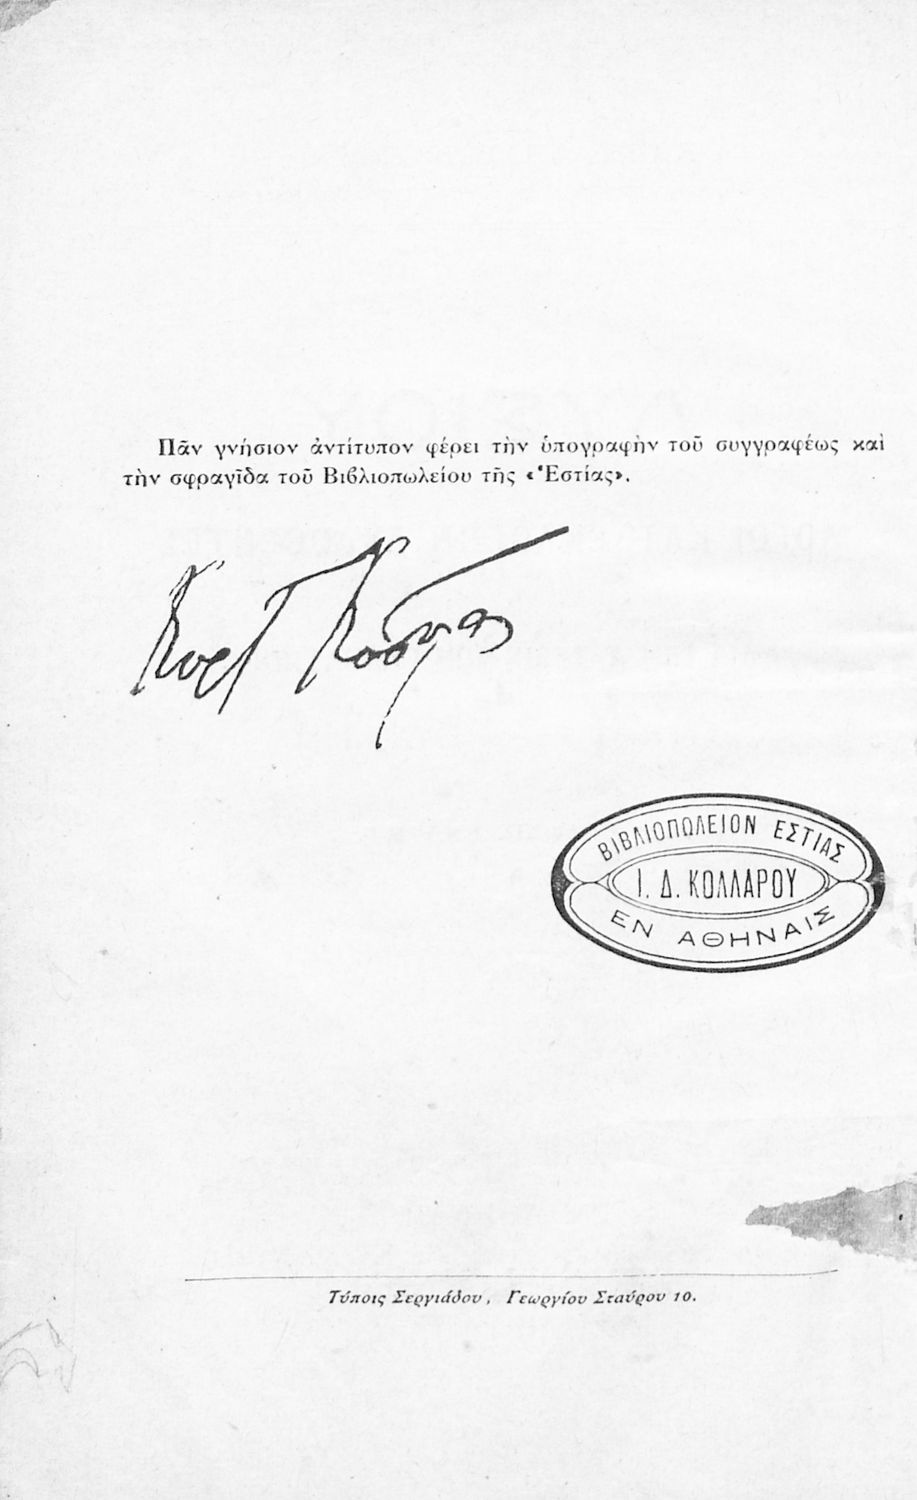 Πᾶν γνήσιον ἀντίτυπον φέρει τὴν ὑπογραφὴν τοῦ συγγραφέως καὶ
τὴν σφραγῖδα τοῦ Βιβλιοπωλείου τῆς «Ἑστίας».
ΒΙΒΛΙΟΠΩΛΕΙΟΝ ΕΣΤΙΑΣ
Ι. Δ. ΚΟΛΛΑΡΟΥ
ΕΝ ΑΘΗΝΑΙΣ
Τύποις Σεργιάδου, Γεωργίου Σταύρου 10.